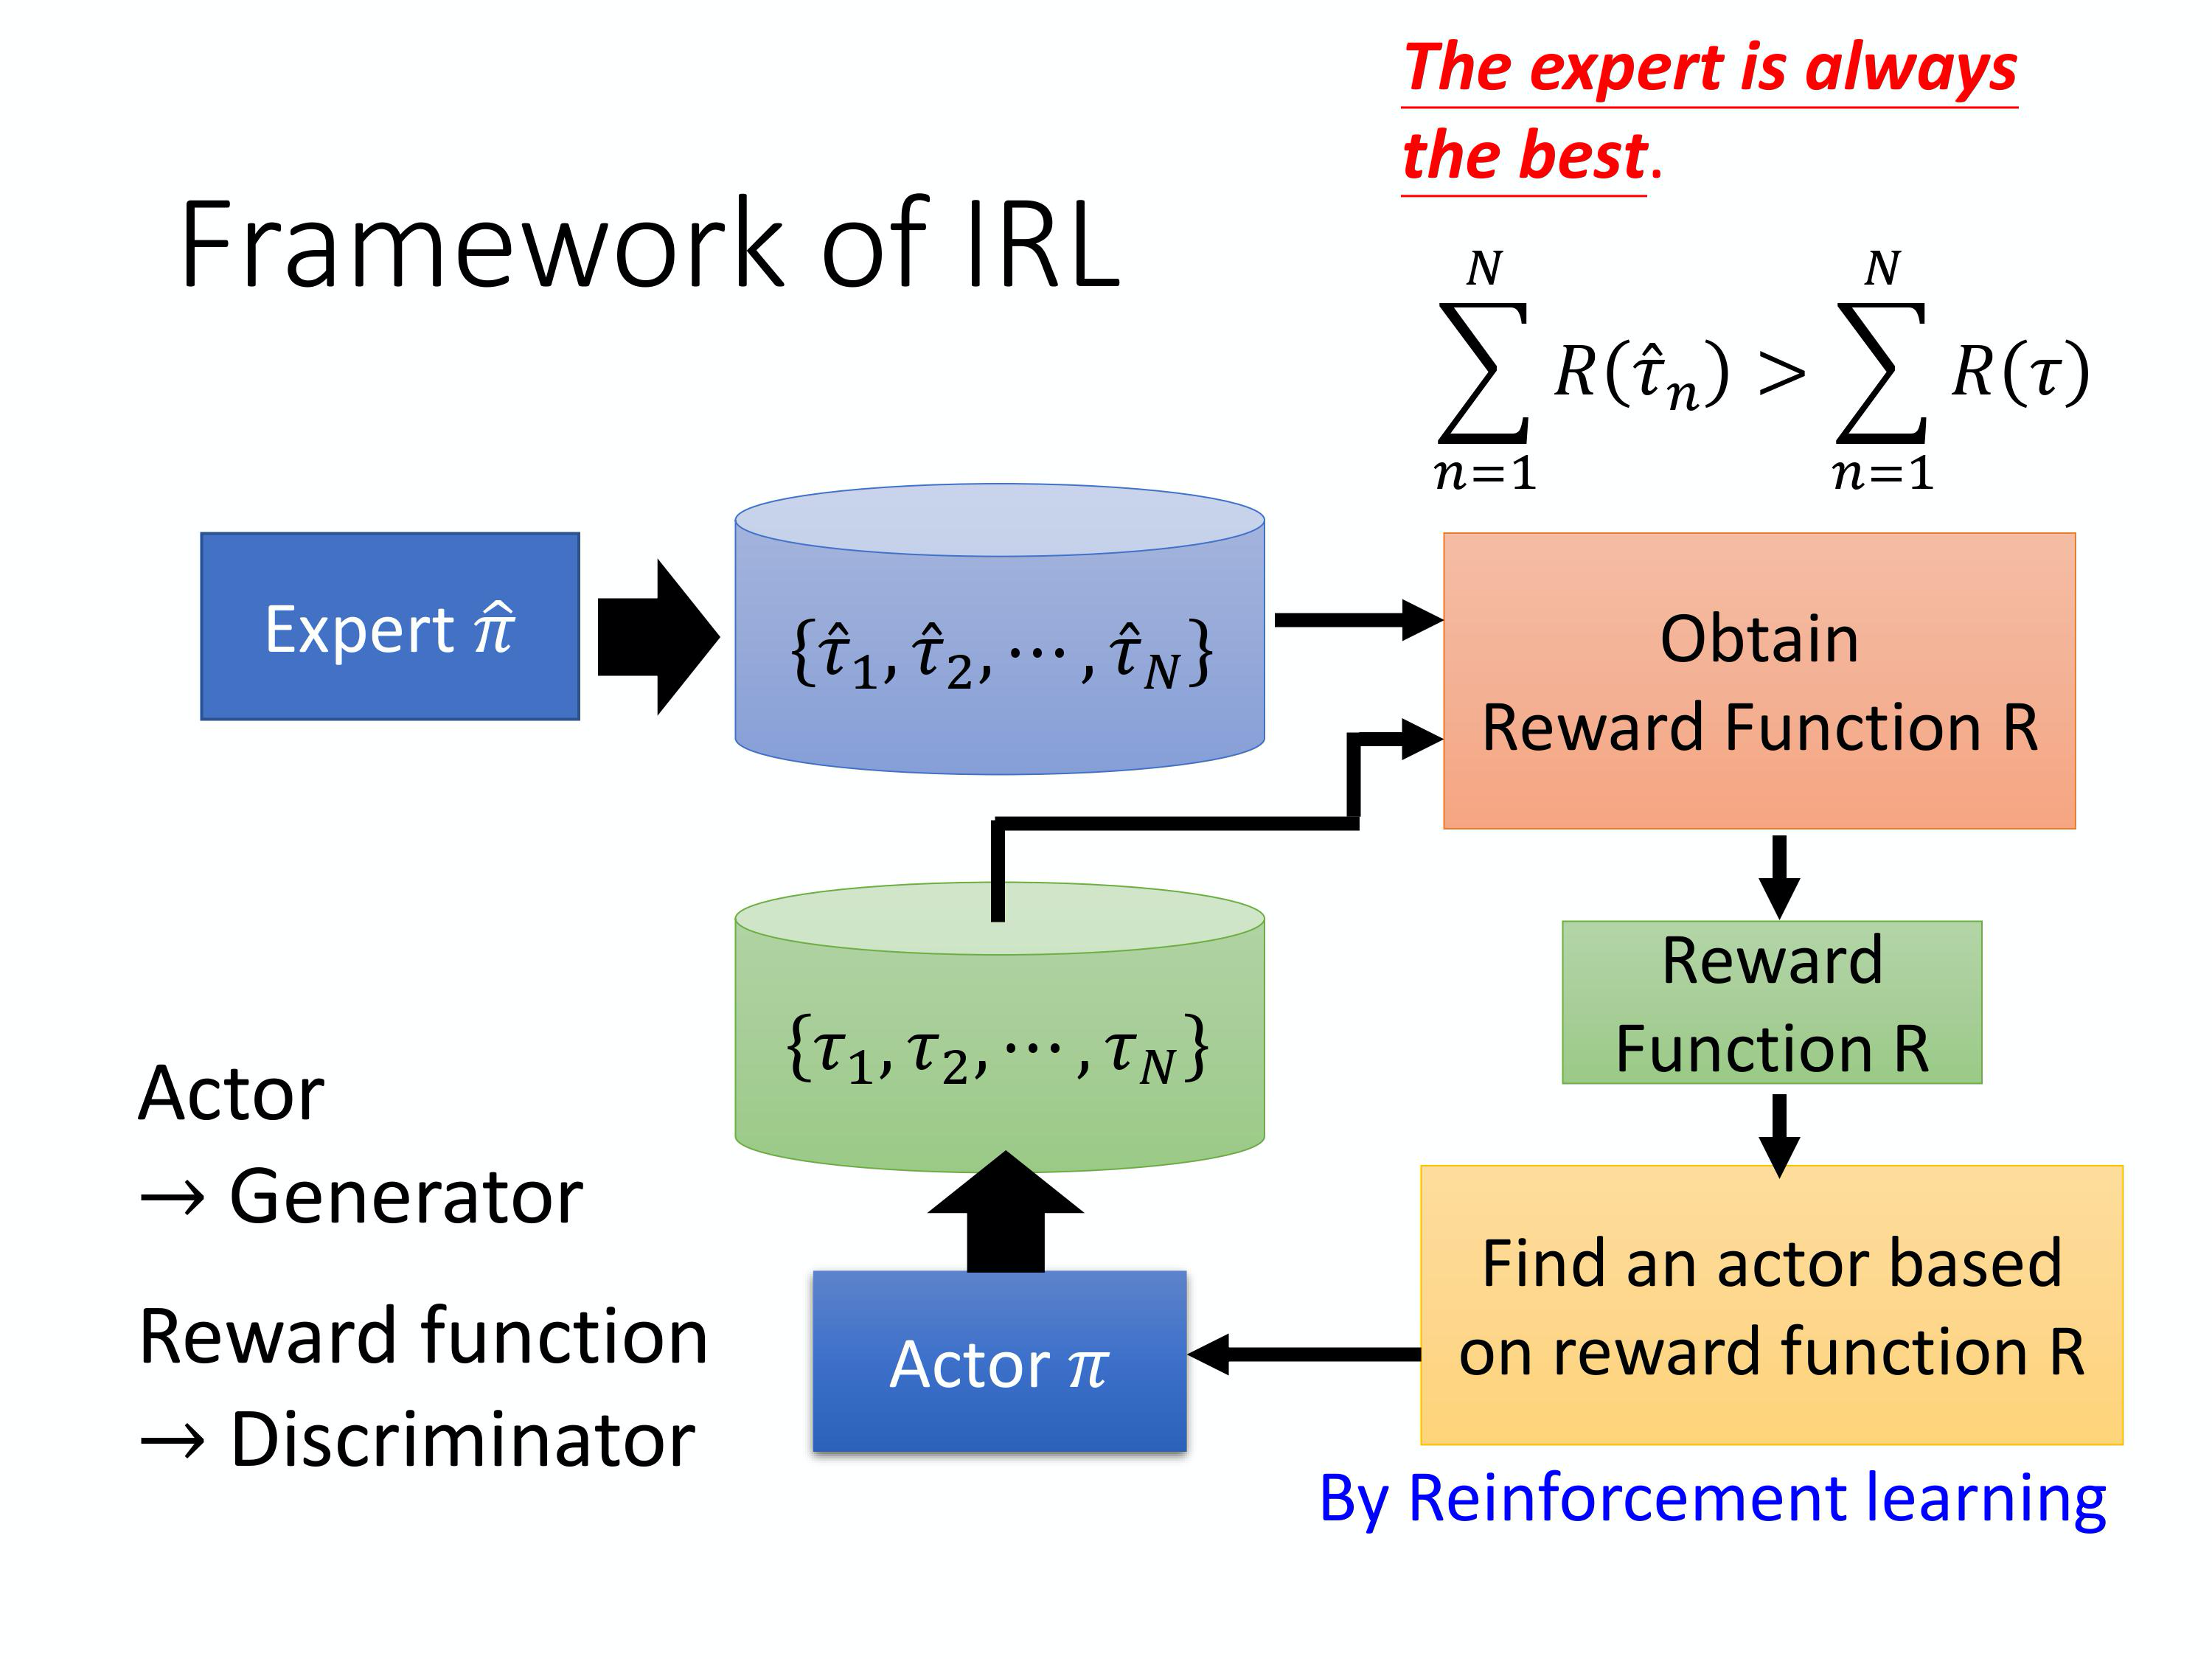 The expert is always
the best.
Framework of IRL
$\sum_{n=1}^{N} R(\hat{\tau}_n) > \sum_{n=1}^{N} R(\tau)$
Expert $\hat{\pi}$
$\{\hat{\tau}_1, \hat{\tau}_2, \cdots, \hat{\tau}_N\}$
Obtain
Reward Function R
$\{\tau_1, \tau_2, \cdots, \tau_N\}$
Reward
Function R
Actor
→ Generator
Reward function
→ Discriminator
Actor $\pi$
Find an actor based
on reward function R
By Reinforcement learning